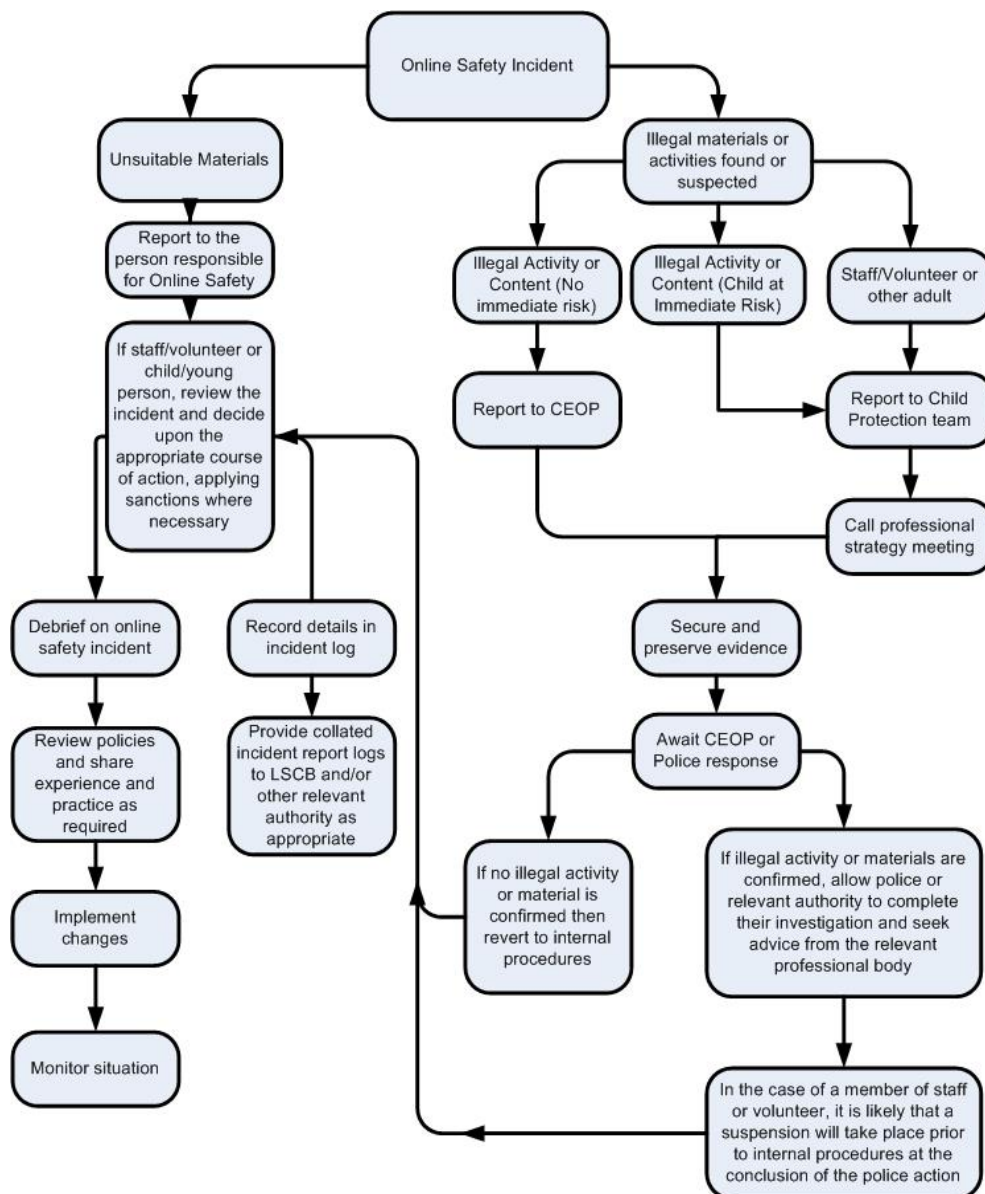 Online Safety Incident
Unsuitable Materials
Report to the
person responsible
for Online Safety
If staff/volunteer or
child/young
person, review the
incident and decide
upon the
appropriate course
of action, applying
sanctions where
necessary
Debrief on online
safety incident
Review policies
and share
experience and
practice as
required
Implement
changes
Monitor situation
Record details in
incident log
Provide collated
incident report logs
to LSCB and/or
other relevant
authority as
appropriate
Illegal materials or
activities found or
suspected
Illegal Activity or
Content (No
immediate risk)
Illegal Activity or
Content (Child at
Immediate Risk)
Staff/Volunteer or
other adult
Report to CEOP
Report to Child
Protection team
Call professional
strategy meeting
Secure and
preserve evidence
Await CEOP or
Police response
If no illegal activity
or material is
confirmed then
revert to internal
procedures
If illegal activity or materials are
confirmed, allow police or
relevant authority to complete
their investigation and seek
advice from the relevant
professional body
In the case of a member of staff
or volunteer, it is likely that a
suspension will take place prior
to internal procedures at the
conclusion of the police action